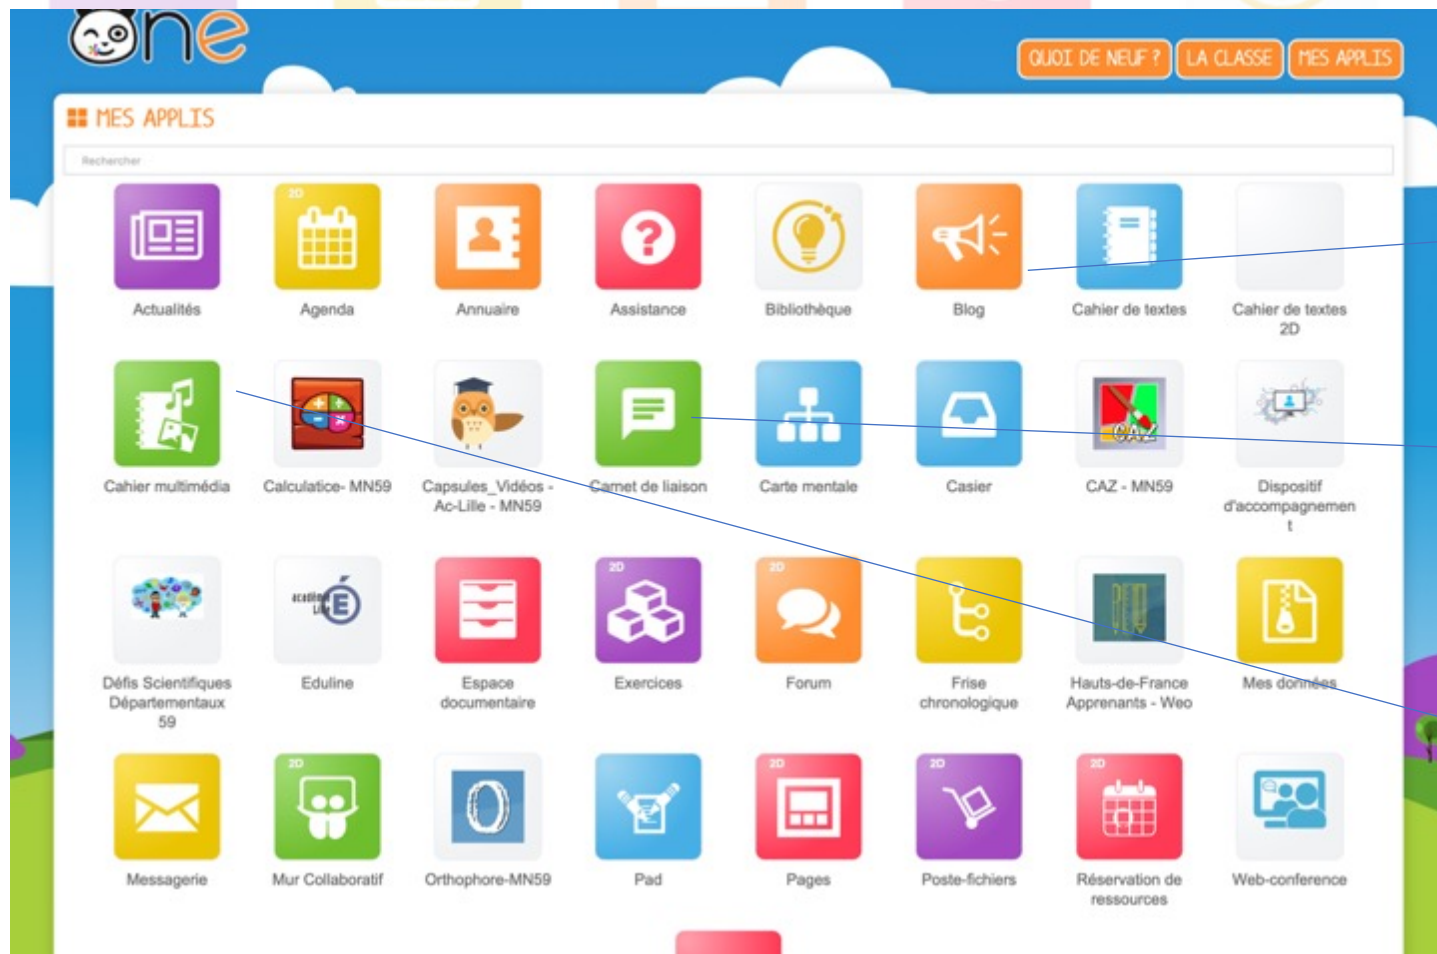 One
QUOI DE NEUF ? LA CLASSE MES APPLIS
MES APPLIS
Rechercher
2D
Actualités Agenda Annuaire Assistance Bibliothèque Blog Cahier de textes Cahier de textes
2D
CAZ
Cahier multimédia Calculatice- MN59 Capsules_Vidéos - Carnet de liaison Carte mentale Casier CAZ - MN59 Dispositif
Ac-Lille - MN59 d'accompagnemen
t
2D 2D
académie
Lille É
Défis Scientifiques Eduline Espace Exercices Forum Frise Hauts-de-France Mes données
Départementaux documentaire chronologique Apprenants - Weo
59
2D 2D 2D 2D
O
Messagerie Mur Collaboratif Orthophore-MN59 Pad Pages Poste-fichiers Réservation de Web-conference
ressources